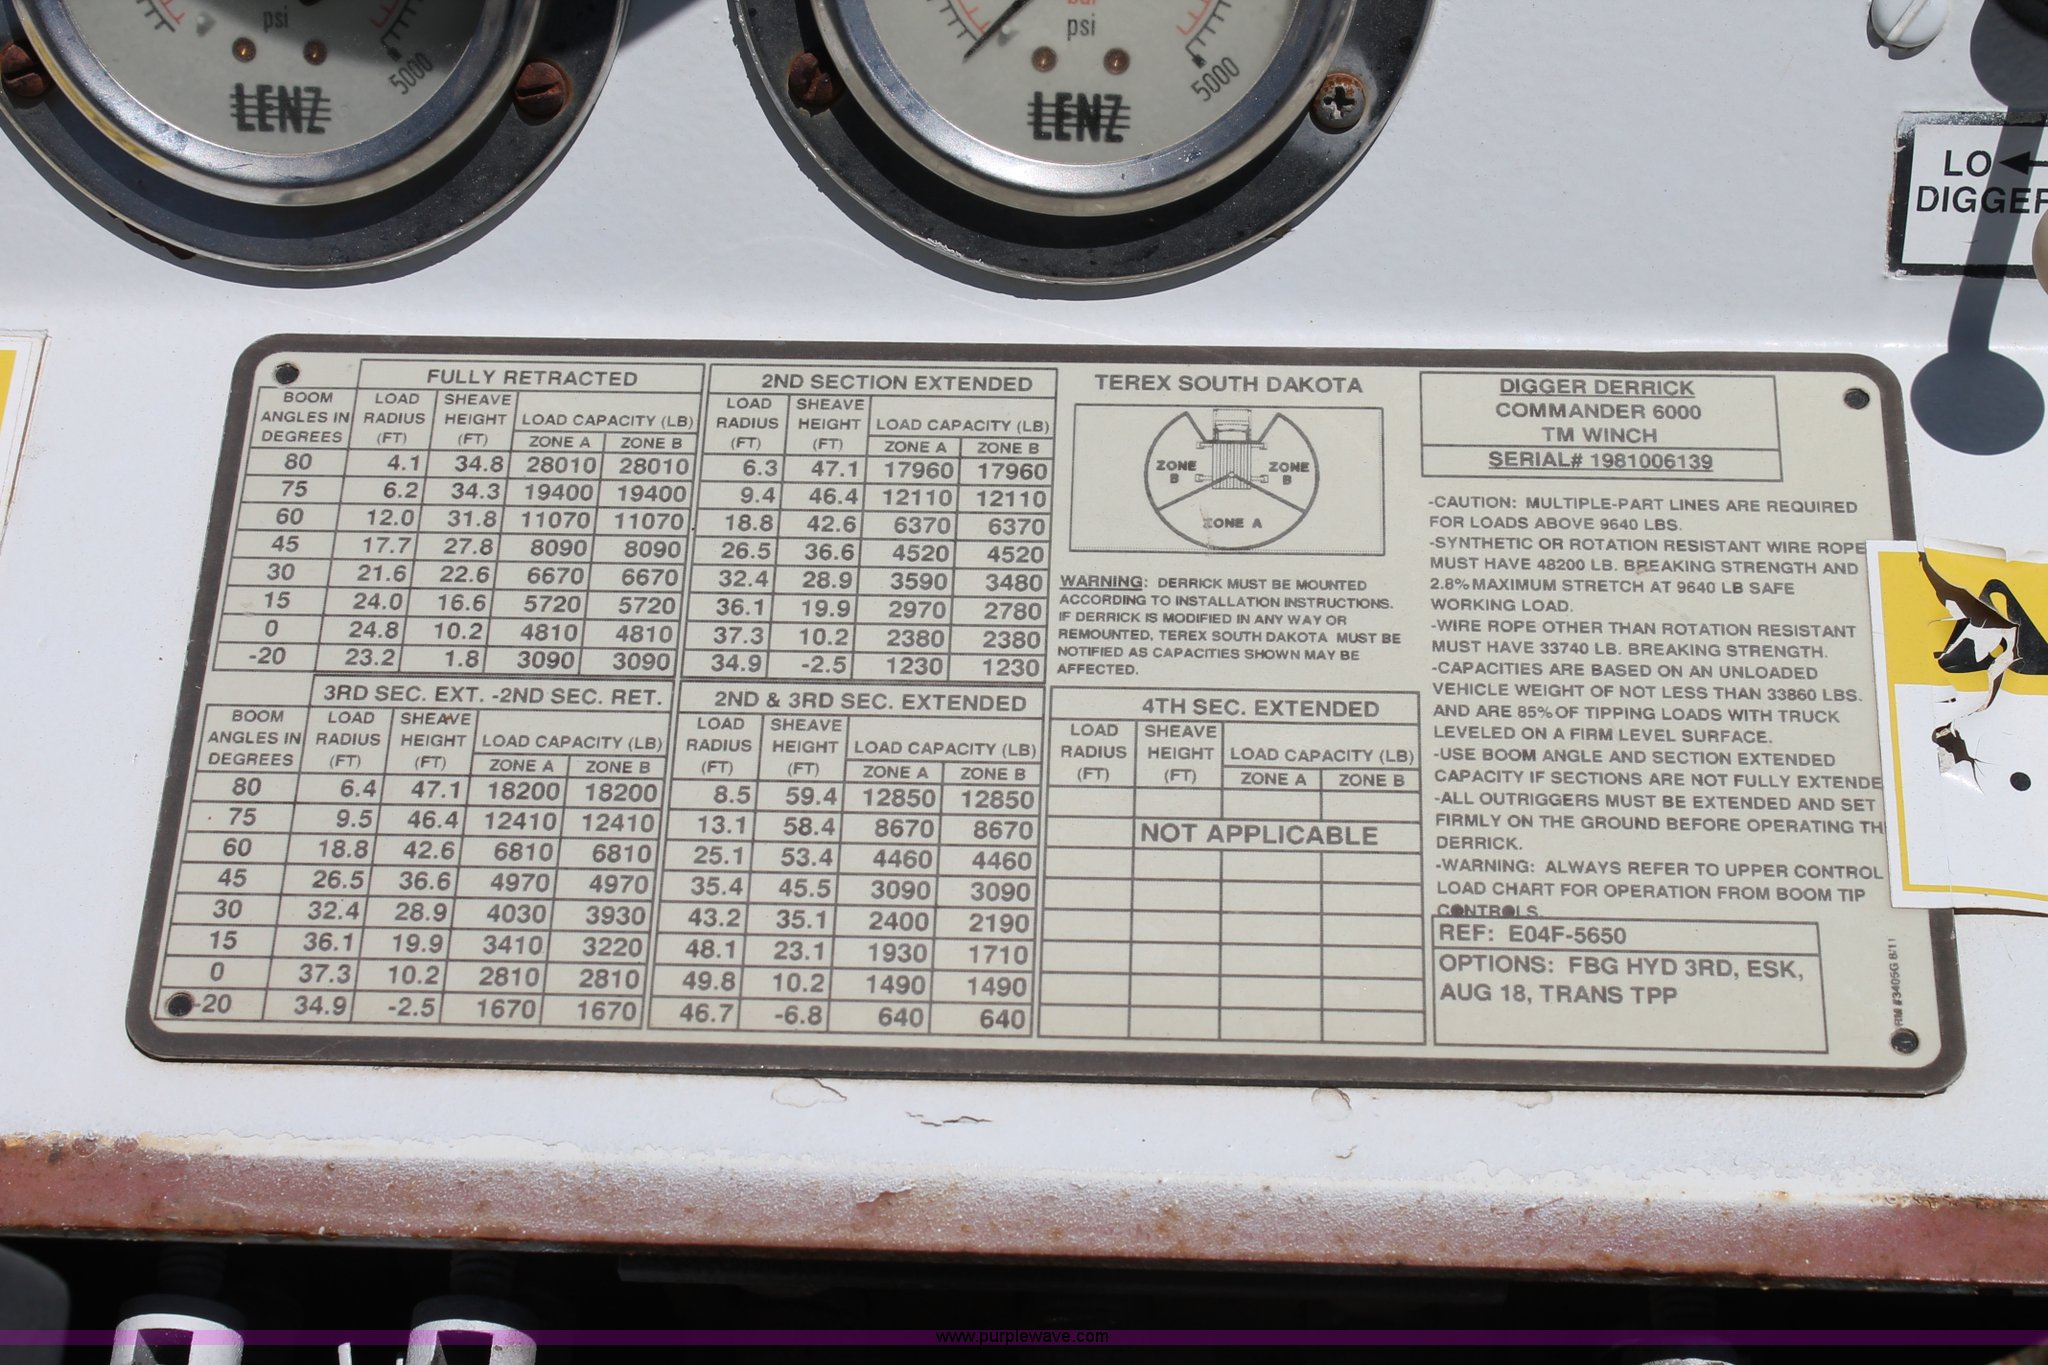 psi
5000
LENZ
psi
5000
LENZ
LO
DIGGER
FULLY RETRACTED
BOOM ANGLES IN DEGREES | LOAD RADIUS (FT) | SHEAVE HEIGHT (FT) | LOAD CAPACITY (LB)
ZONE A | ZONE B
80 4.1 34.8 28010 28010
75 6.2 34.3 19400 19400
60 12.0 31.8 11070 11070
45 17.7 27.8 8090 8090
30 21.6 22.6 6670 6670
15 24.0 16.6 5720 5720
0 24.8 10.2 4810 4810
-20 23.2 1.8 3090 3090
2ND SECTION EXTENDED
LOAD RADIUS (FT) | SHEAVE HEIGHT (FT) | LOAD CAPACITY (LB)
ZONE A | ZONE B
6.3 47.1 17960 17960
9.4 46.4 12110 12110
18.8 42.6 6370 6370
26.5 36.6 4520 4520
32.4 28.9 3590 3480
36.1 19.9 2970 2780
37.3 10.2 2380 2380
34.9 -2.5 1230 1230
3RD SEC. EXT. -2ND SEC. RET.
BOOM ANGLES IN DEGREES | LOAD RADIUS (FT) | SHEAVE HEIGHT (FT) | LOAD CAPACITY (LB)
ZONE A | ZONE B
80 6.4 47.1 18200 18200
75 9.5 46.4 12410 12410
60 18.8 42.6 6810 6810
45 26.5 36.6 4970 4970
30 32.4 28.9 4030 3930
15 36.1 19.9 3410 3220
0 37.3 10.2 2810 2810
-20 34.9 -2.5 1670 1670
2ND & 3RD SEC. EXTENDED
LOAD RADIUS (FT) | SHEAVE HEIGHT (FT) | LOAD CAPACITY (LB)
ZONE A | ZONE B
8.5 59.4 12850 12850
13.1 58.4 8670 8670
25.1 53.4 4460 4460
35.4 45.5 3090 3090
43.2 35.1 2400 2190
48.1 23.1 1930 1710
49.8 10.2 1490 1490
46.7 -6.8 640 640
TEREX SOUTH DAKOTA
ZONE B
ZONE B
ZONE A
WARNING: DERRICK MUST BE MOUNTED
ACCORDING TO INSTALLATION INSTRUCTIONS.
IF DERRICK IS MODIFIED IN ANY WAY OR
REMOUNTED, TEREX SOUTH DAKOTA MUST BE
NOTIFIED AS CAPACITIES SHOWN MAY BE
AFFECTED.
4TH SEC. EXTENDED
LOAD RADIUS (FT) | SHEAVE HEIGHT (FT) | LOAD CAPACITY (LB)
ZONE A | ZONE B
NOT APPLICABLE
DIGGER DERRICK
COMMANDER 6000
TM WINCH
SERIAL# 1981006139
-CAUTION: MULTIPLE-PART LINES ARE REQUIRED
FOR LOADS ABOVE 9640 LBS.
-SYNTHETIC OR ROTATION RESISTANT WIRE ROPE
MUST HAVE 48200 LB. BREAKING STRENGTH AND
2.8% MAXIMUM STRETCH AT 9640 LB SAFE
WORKING LOAD.
-WIRE ROPE OTHER THAN ROTATION RESISTANT
MUST HAVE 33740 LB. BREAKING STRENGTH.
-CAPACITIES ARE BASED ON AN UNLOADED
VEHICLE WEIGHT OF NOT LESS THAN 33860 LBS.
AND ARE 85% OF TIPPING LOADS WITH TRUCK
LEVELED ON A FIRM LEVEL SURFACE.
-USE BOOM ANGLE AND SECTION EXTENDED
CAPACITY IF SECTIONS ARE NOT FULLY EXTENDE
-ALL OUTRIGGERS MUST BE EXTENDED AND SET
FIRMLY ON THE GROUND BEFORE OPERATING TH
DERRICK.
-WARNING: ALWAYS REFER TO UPPER CONTROL
LOAD CHART FOR OPERATION FROM BOOM TIP
CONTROLS.
REF: E04F-5650
OPTIONS: FBG HYD 3RD, ESK,
AUG 18, TRANS TPP
www.purplewave.com